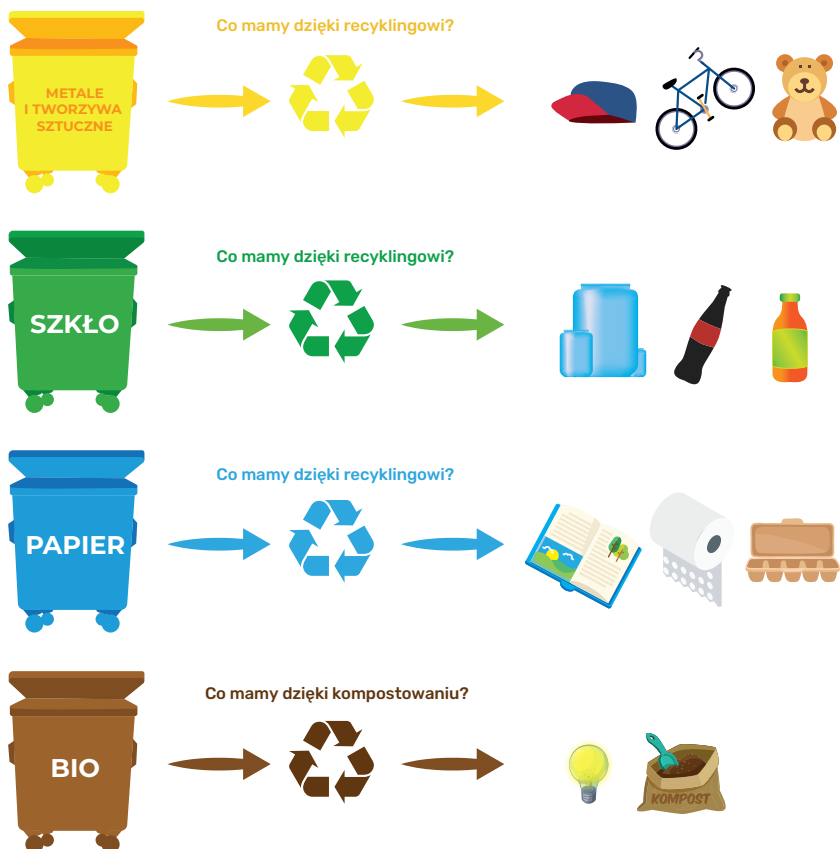 Co mamy dzięki recyklingowi?
METALE
I TWORZYWA
SZTUCZNE
Co mamy dzięki recyklingowi?
SZKŁO
Co mamy dzięki recyklingowi?
PAPIER
Co mamy dzięki kompostowaniu?
BIO
KOMPOST